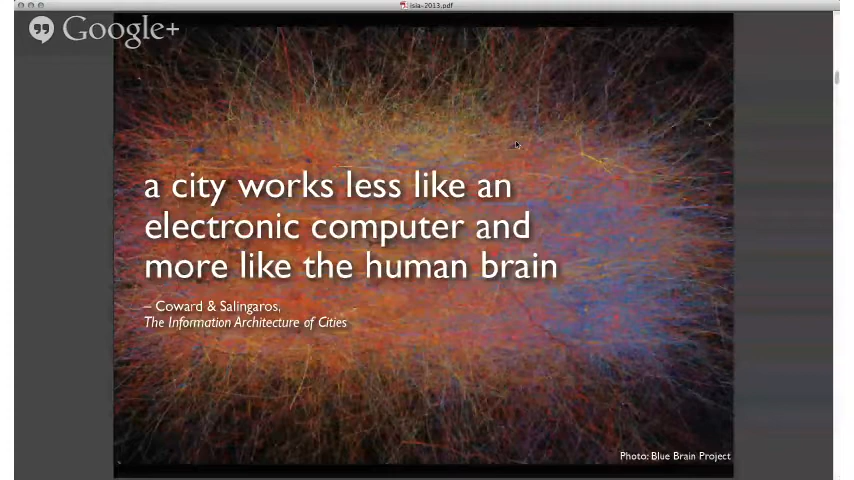 isia-2013.pdf
Google+
a city works less like an
electronic computer and
more like the human brain
– Coward & Salingaros,
The Information Architecture of Cities
Photo: Blue Brain Project